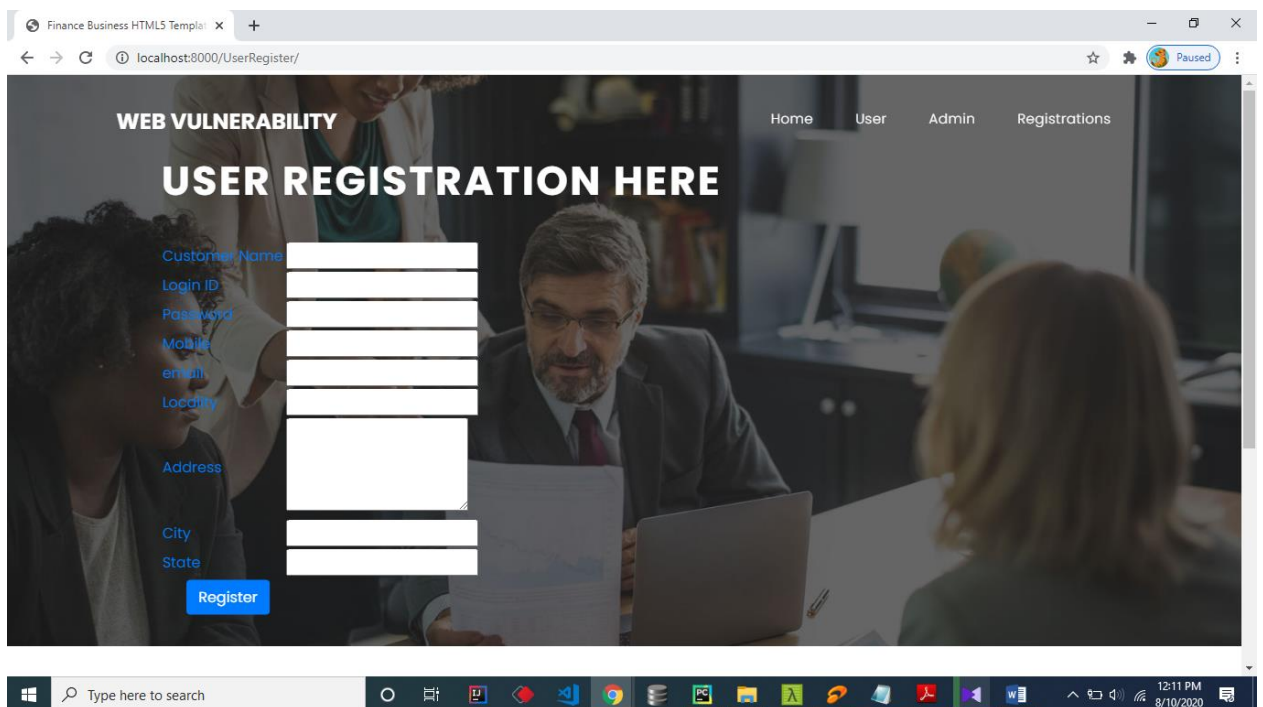 Finance Business HTML5 Templat
localhost:8000/UserRegister/
Paused
WEB VULNERABILITY
Home User Admin Registrations
USER REGISTRATION HERE
Customer Name
Login ID
Password
Mobile
email
Locality
Address
City
State
Register
Type here to search
12:11 PM
8/10/2020